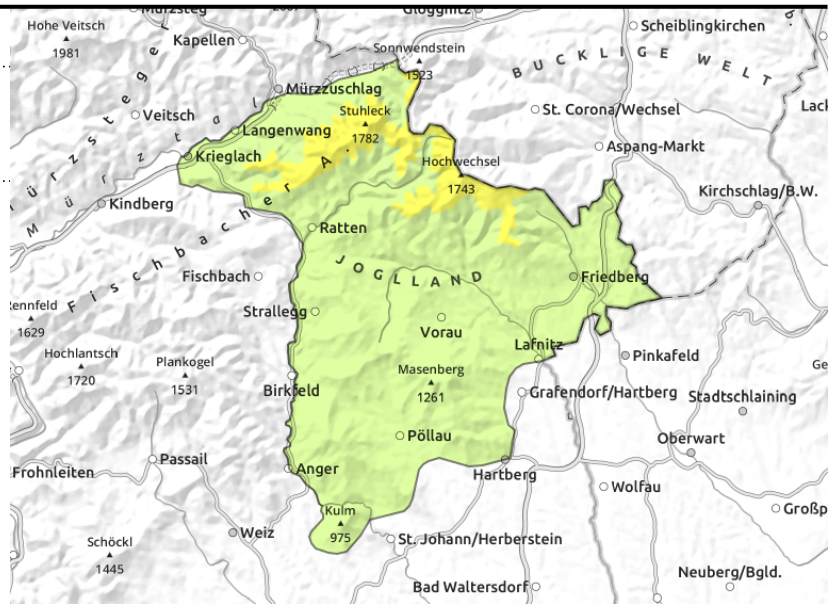 Mürzsteg
Gloggnitz
Hohe Veitsch
1981
Kapellen
Scheiblingkirchen
Sonnwendstein
1523
BUCKLIGE WELT
Mürzzuschlag
Veitsch
Stuhleck
1782
St. Corona/Wechsel
Langenwang
Aspang-Markt
Krieglach
Hochwechsel
1743
Kirchschlag/B.W.
Kindberg
Mürztal
Fischbacher A.
Ratten
JOGLLAND
Fischbach
Friedberg
Strallegg
Rennfeld
1629
Vorau
Lafnitz
Hochlantsch
1720
Plankogel
1531
Pinkafeld
Masenberg
1261
Birkfeld
Grafendorf/Hartberg
Stadtschlaining
Pöllau
Oberwart
Passail
Frohnleiten
Anger
Hartberg
Wolfau
Kulm
975
Großp
Weiz
St. Johann/Herberstein
Schöckl
1445
Neuberg/Bgld.
Bad Waltersdorf